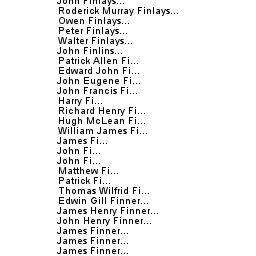 John Finlays...
Roderick Murray Finlays...
Owen Finlays...
Peter Finlays...
Walter Finlays...
John Finlins...
Patrick Allen Fi...
Edward John Fi...
John Eugene Fi...
John Francis Fi...
Harry Fi...
Richard Henry Fi...
Hugh McLean Fi...
William James Fi...
James Fi...
John Fi...
John Fi...
Matthew Fi...
Patrick Fi...
Thomas Wilfrid Fi...
Edwin Gill Finner...
James Henry Finner...
John Henry Finner...
James Finner...
James Finner...
James Finner...